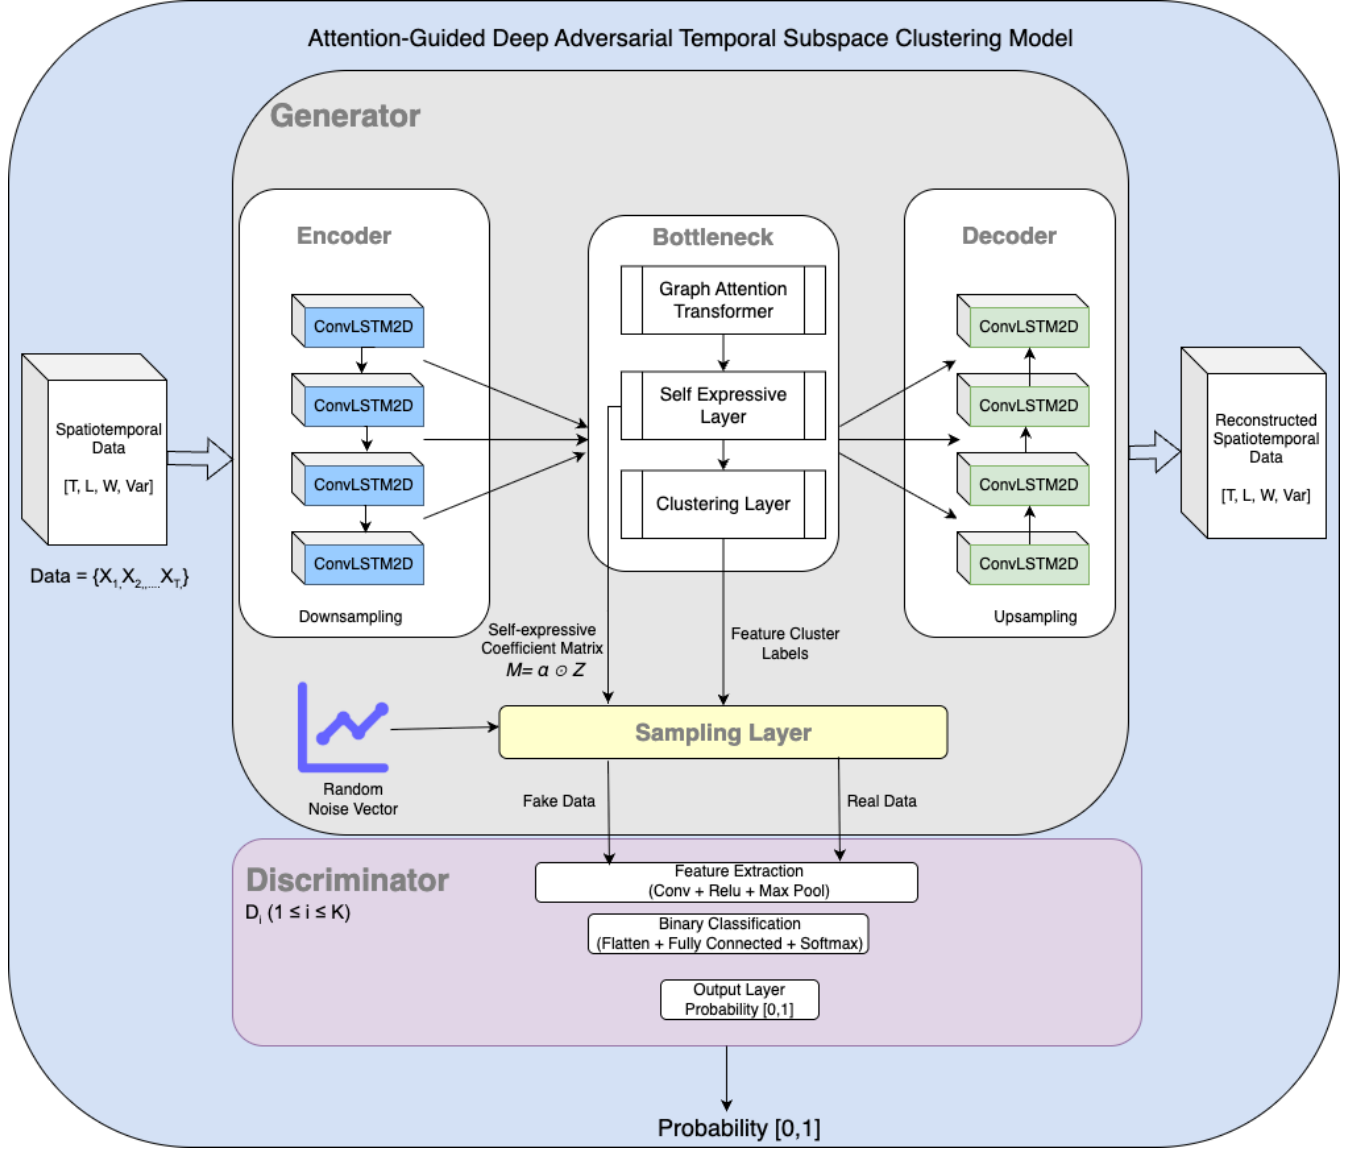 Attention-Guided Deep Adversarial Temporal Subspace Clustering Model
Generator
Encoder
ConvLSTM2D
ConvLSTM2D
ConvLSTM2D
ConvLSTM2D
Downsampling
Bottleneck
Graph Attention
Transformer
Self Expressive
Layer
Clustering Layer
Decoder
ConvLSTM2D
ConvLSTM2D
ConvLSTM2D
ConvLSTM2D
Upsampling
Spatiotemporal
Data
[T, L, W, Var]
Data = {X1,X2,,....XT,}
Reconstructed
Spatiotemporal
Data
[T, L, W, Var]
Self-expressive
Coefficient Matrix
M= α ⊙ Z
Feature Cluster
Labels
Random
Noise Vector
Sampling Layer
Fake Data
Real Data
Discriminator
Di (1 ≤ i ≤ K)
Feature Extraction
(Conv + Relu + Max Pool)
Binary Classification
(Flatten + Fully Connected + Softmax)
Output Layer
Probability [0,1]
Probability [0,1]